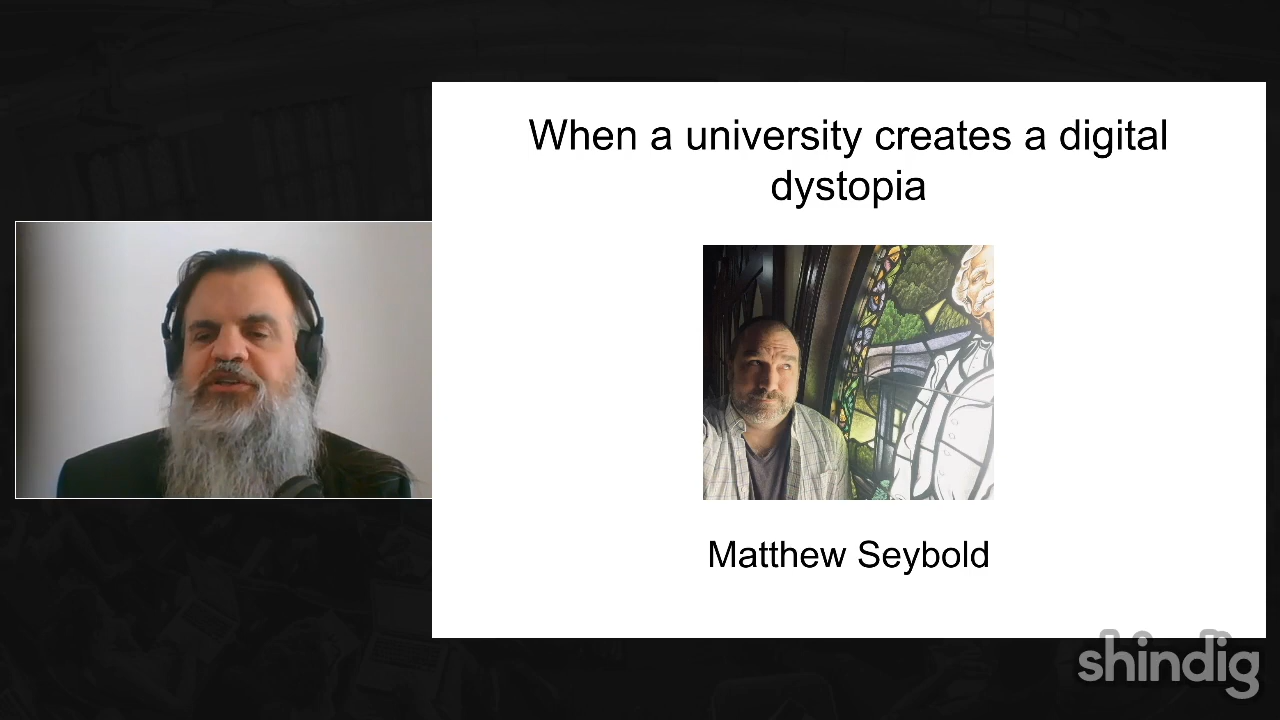 When a university creates a digital
dystopia
Matthew Seybold
shindig